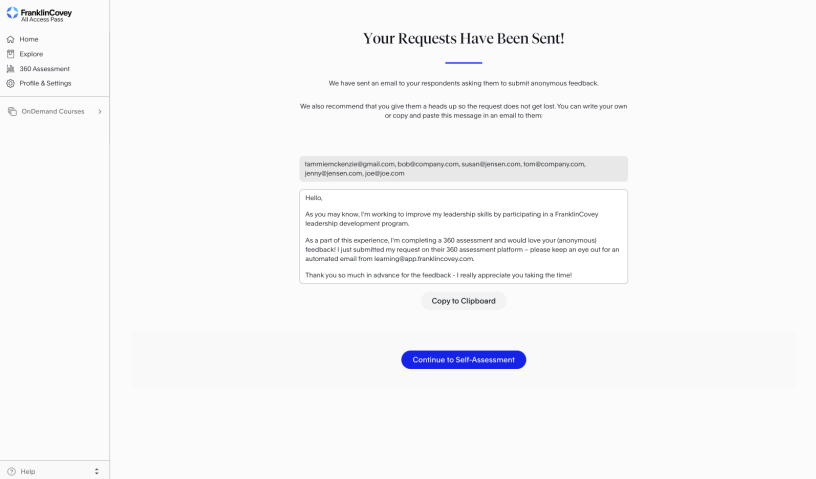 FranklinCovey
All Access Pass
Home
Explore
360 Assessment
Profile & Settings
OnDemand Courses
Help
Your Requests Have Been Sent!
We have sent an email to your respondents asking them to submit anonymous feedback.
We also recommend that you give them a heads up so the request does not get lost. You can write your own
or copy and paste this message in an email to them:
tammiemckenzie@gmail.com, bob@company.com, susan@jensen.com, tom@company.com,
jenny@jensen.com, joe@joe.com
Hello,
As you may know, I'm working to improve my leadership skills by participating in a FranklinCovey
leadership development program.
As a part of this experience, I'm completing a 360 assessment and would love your (anonymous)
feedback! I just submitted my request on their 360 assessment platform – please keep an eye out for an
automated email from learning@app.franklincovey.com.
Thank you so much in advance for the feedback - I really appreciate you taking the time!
Copy to Clipboard
Continue to Self-Assessment